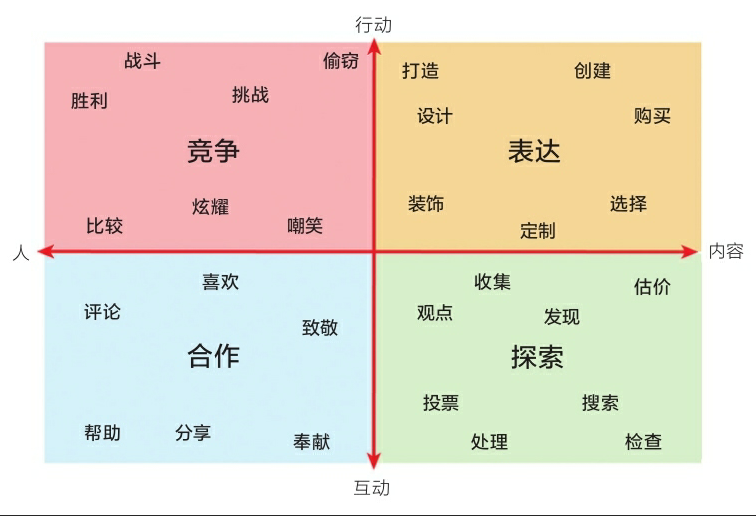 行动
战斗
偷窃
胜利
挑战
竞争
炫耀
比较
嘲笑
打造
创建
设计
购买
表达
装饰
选择
定制
人
内容
喜欢
评论
致敬
合作
帮助
分享
奉献
收集
估价
观点
发现
探索
投票
搜索
处理
检查
互动